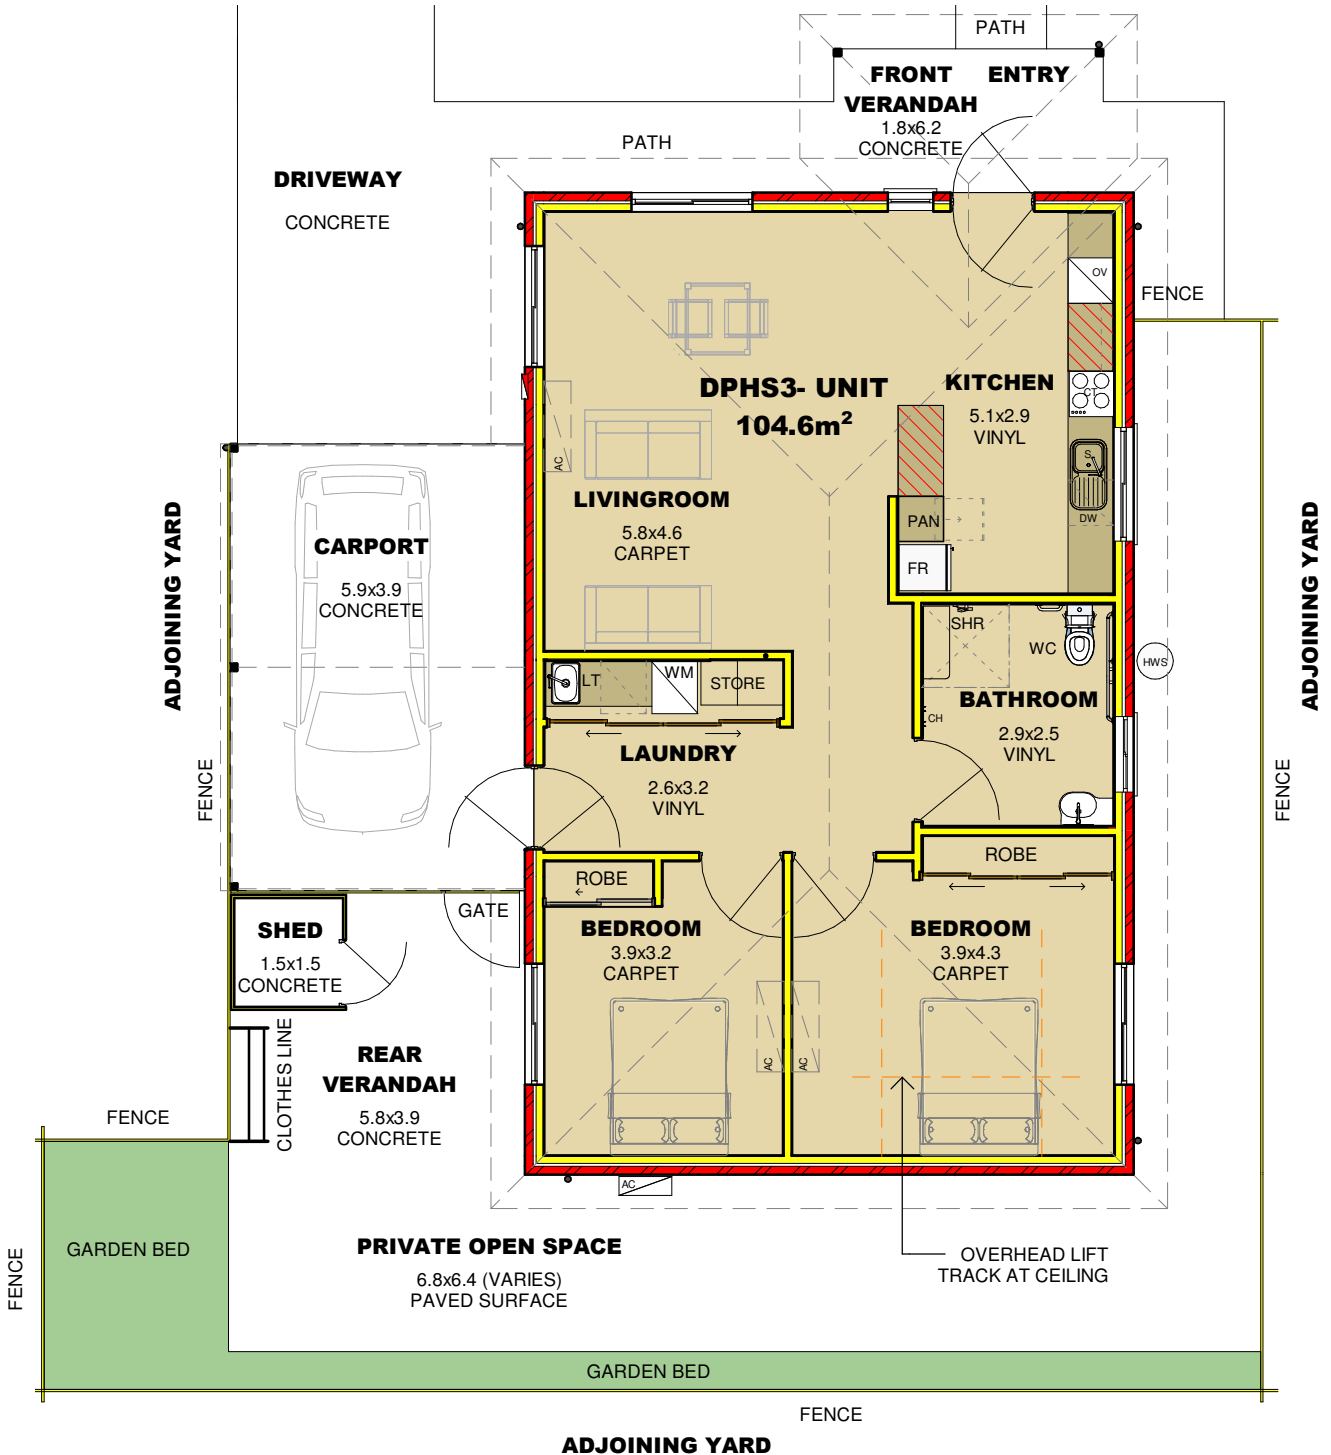 PATH
FRONT ENTRY
VERANDAH
1.8x6.2
CONCRETE
PATH
DRIVEWAY
CONCRETE
OV
FENCE
DPHS3- UNIT
104.6m²
KITCHEN
5.1x2.9
VINYL
CT
S
DW
AC
LIVINGROOM
5.8x4.6
CARPET
PAN
FR
CARPORT
5.9x3.9
CONCRETE
ADJOINING YARD
ADJOINING YARD
SHR
WC
HWS
LT
WM
STORE
BATHROOM
2.9x2.5
VINYL
CH
LAUNDRY
2.6x3.2
VINYL
FENCE
FENCE
ROBE
ROBE
GATE
SHED
1.5x1.5
CONCRETE
BEDROOM
3.9x3.2
CARPET
BEDROOM
3.9x4.3
CARPET
AC
AC
CLOTHES LINE
REAR
VERANDAH
5.8x3.9
CONCRETE
FENCE
AC
GARDEN BED
FENCE
PRIVATE OPEN SPACE
6.8x6.4 (VARIES)
PAVED SURFACE
OVERHEAD LIFT
TRACK AT CEILING
GARDEN BED
FENCE
ADJOINING YARD